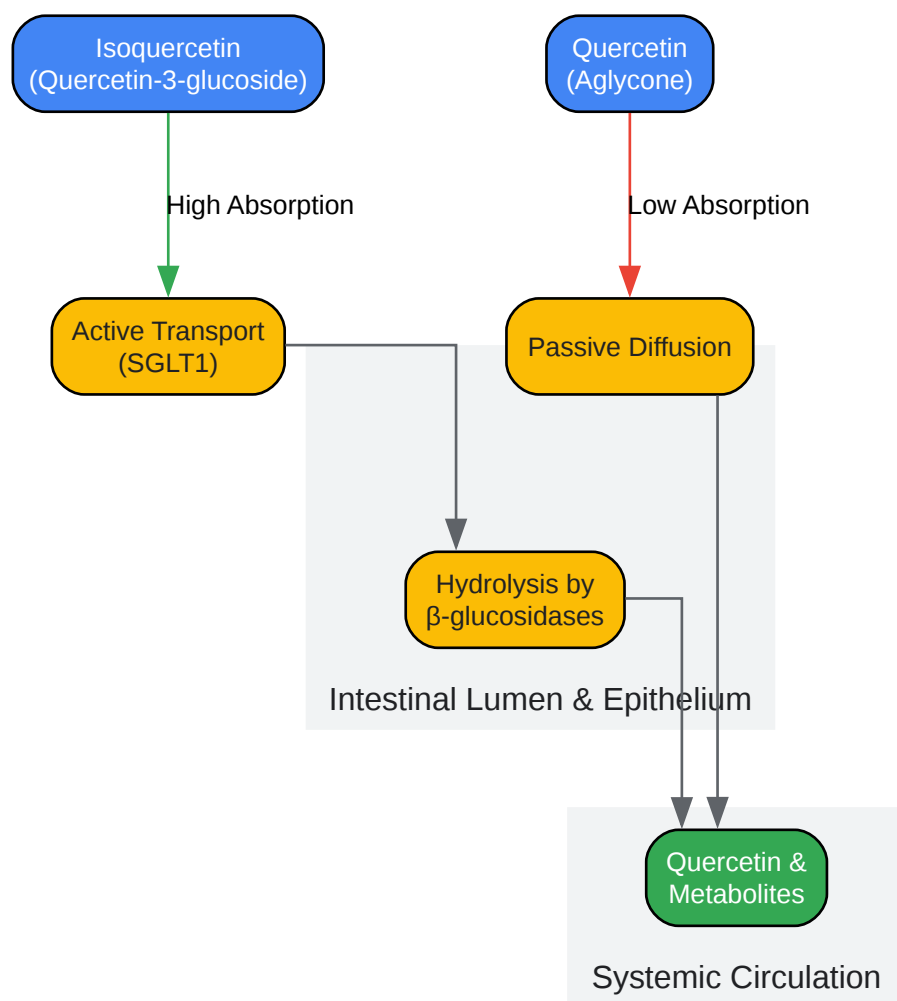 Isoquercetin
(Quercetin-3-glucoside)
Quercetin
(Aglycone)
High Absorption
Low Absorption
Active Transport
(SGLT1)
Passive Diffusion
Hydrolysis by
β-glucosidases
Intestinal Lumen & Epithelium
Quercetin &
Metabolites
Systemic Circulation